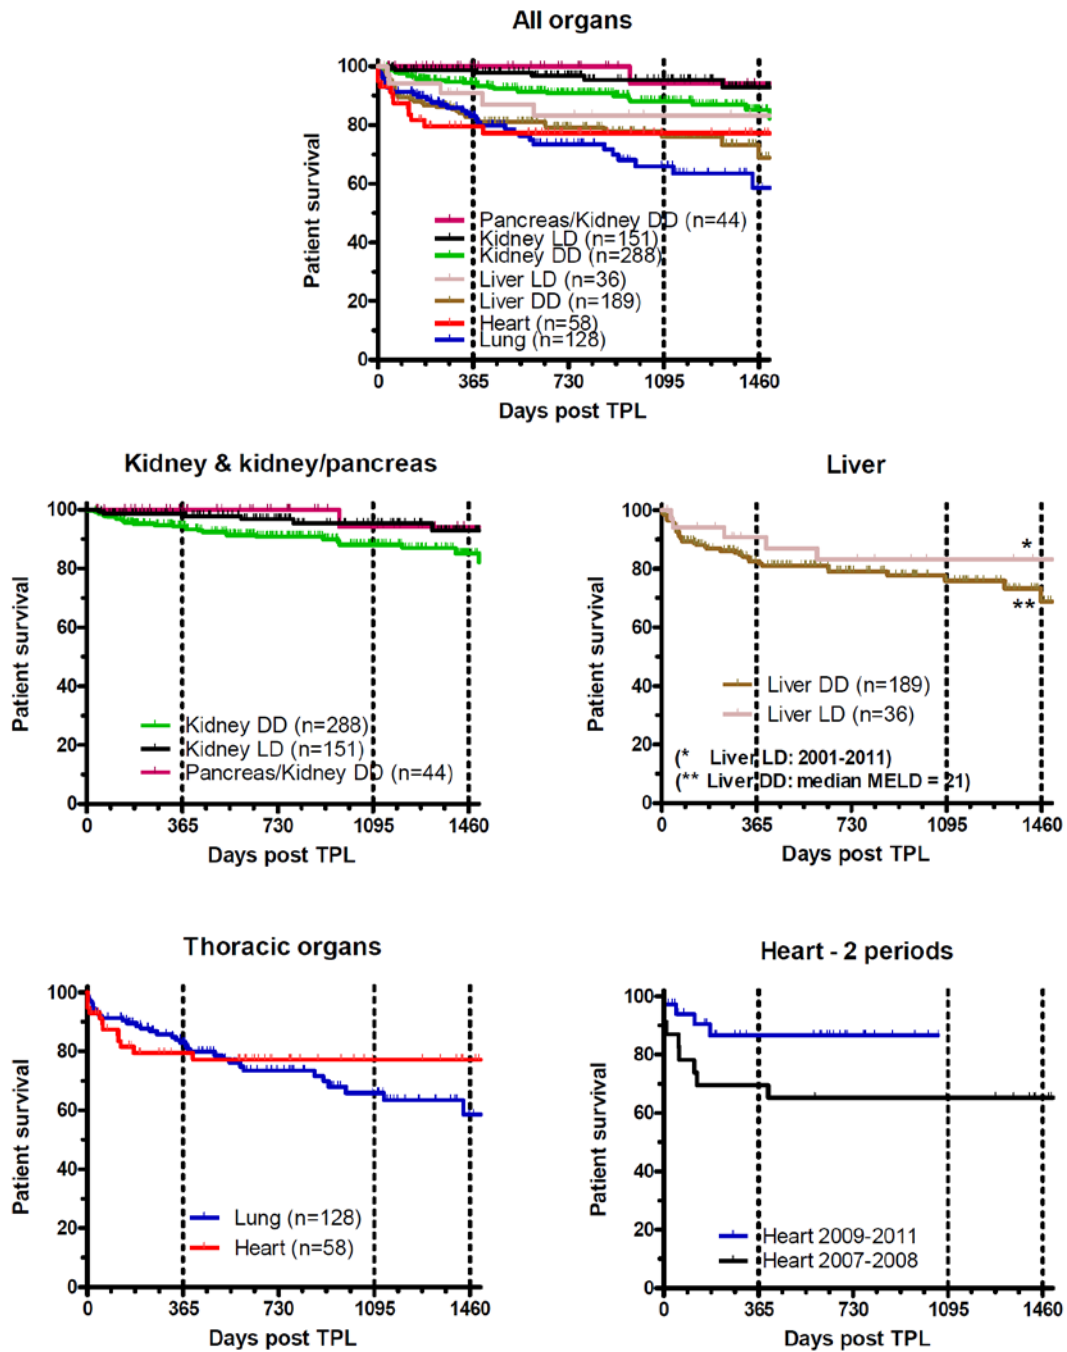 All organs
100
80
60
40
20
0
Patient survival
Pancreas/Kidney DD (n=44)
Kidney LD (n=151)
Kidney DD (n=288)
Liver LD (n=36)
Liver DD (n=189)
Heart (n=58)
Lung (n=128)
0 365 730 1095 1460
Days post TPL
Kidney & kidney/pancreas
100
80
60
40
20
0
Patient survival
Kidney DD (n=288)
Kidney LD (n=151)
Pancreas/Kidney DD (n=44)
0 365 730 1095 1460
Days post TPL
Liver
100
80
60
40
20
0
Patient survival
*
**
Liver DD (n=189)
Liver LD (n=36)
(* Liver LD: 2001-2011)
(** Liver DD: median MELD = 21)
0 365 730 1095 1460
Days post TPL
Thoracic organs
100
80
60
40
20
0
Patient survival
Lung (n=128)
Heart (n=58)
0 365 730 1095 1460
Days post TPL
Heart - 2 periods
100
80
60
40
20
0
Patient survival
Heart 2009-2011
Heart 2007-2008
0 365 730 1095 1460
Days post TPL